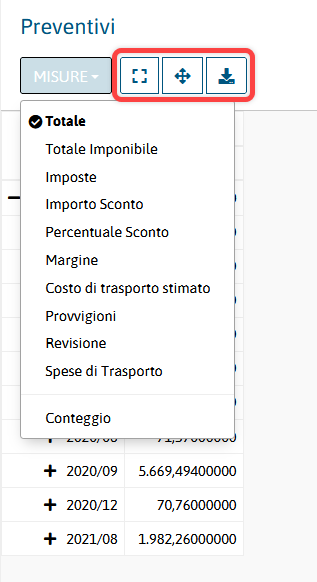 Preventivi
MISURE
Totale
Totale Imponibile
Imposte
Importo Sconto
Percentuale Sconto
Margine
Costo di trasporto stimato
Provvigioni
Revisione
Spese di Trasporto
Conteggio
2020/09 5.669,49400000
2020/12 70,76000000
2021/08 1.982,26000000